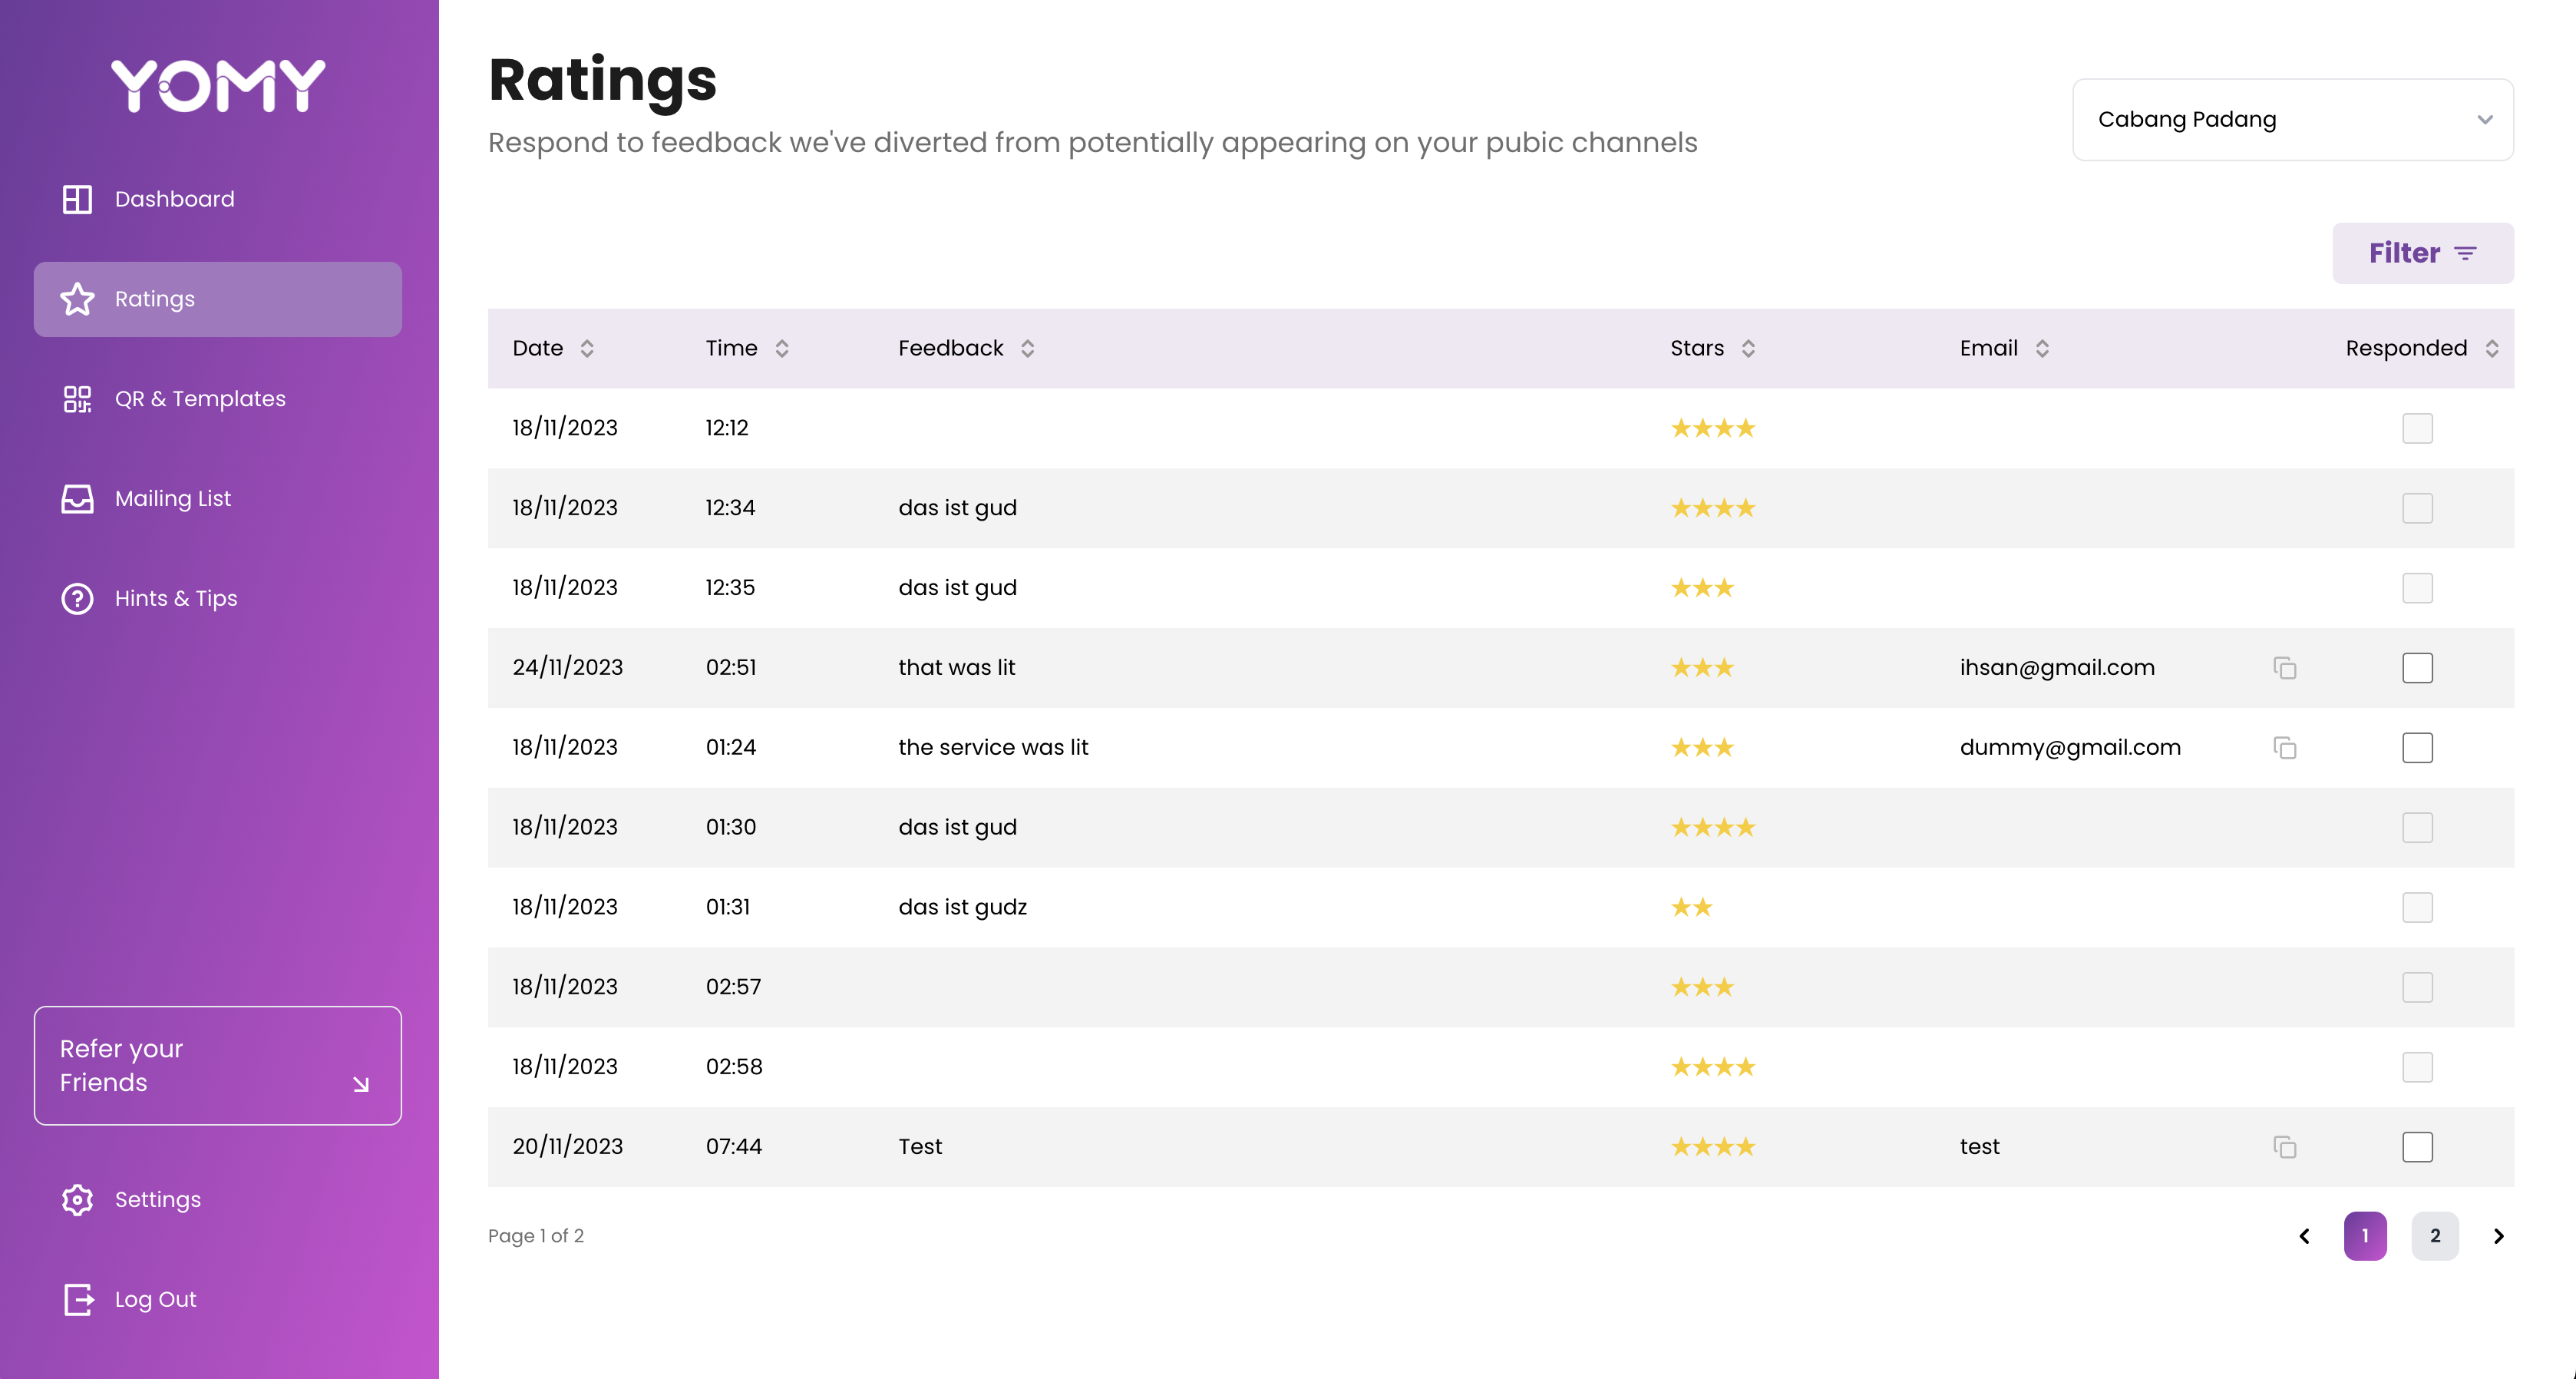 YOMY
Dashboard
Ratings
QR & Templates
Mailing List
Hints & Tips
Refer your
Friends
Settings
Log Out
Ratings
Respond to feedback we've diverted from potentially appearing on your pubic channels
Cabang Padang
Filter
Date Time Feedback Stars Email Responded
18/11/2023 12:12
18/11/2023 12:34 das ist gud
18/11/2023 12:35 das ist gud
24/11/2023 02:51 that was lit ihsan@gmail.com
18/11/2023 01:24 the service was lit dummy@gmail.com
18/11/2023 01:30 das ist gud
18/11/2023 01:31 das ist gudz
18/11/2023 02:57
18/11/2023 02:58
20/11/2023 07:44 Test test
Page 1 of 2 1 2